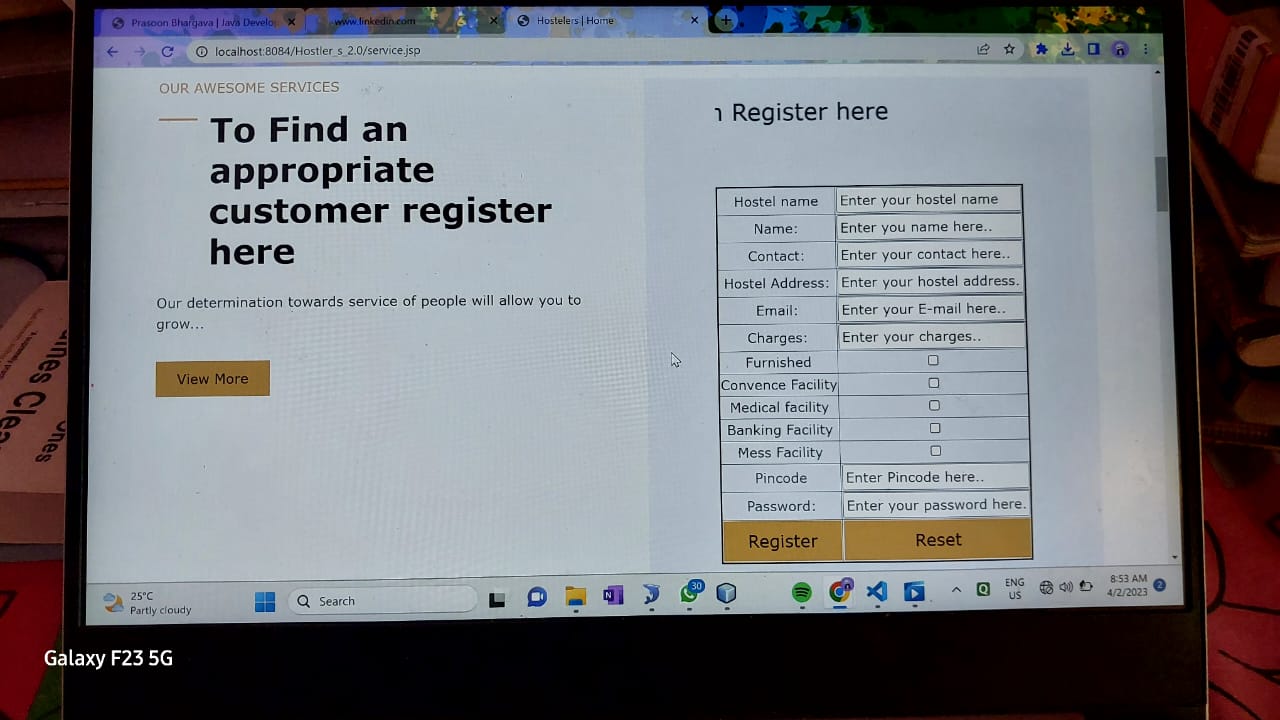 Prasoon Bhargava | Java Develop
www.linkedin.com
Hostelers | Home
localhost:8084/Hostler_s_2.0/service.jsp
OUR AWESOME SERVICES
To Find an
appropriate
customer register
here
Our determination towards service of people will allow you to
grow...
View More
n Register here
Hostel name Enter your hostel name
Name: Enter you name here..
Contact: Enter your contact here..
Hostel Address: Enter your hostel address.
Email: Enter your E-mail here..
Charges: Enter your charges..
Furnished
Convence Facility
Medical facility
Banking Facility
Mess Facility
Pincode Enter Pincode here..
Password: Enter your password here.
Register Reset
25°C
Partly cloudy
Search
30
ENG
US
8:53 AM
4/2/2023
2
Galaxy F23 5G